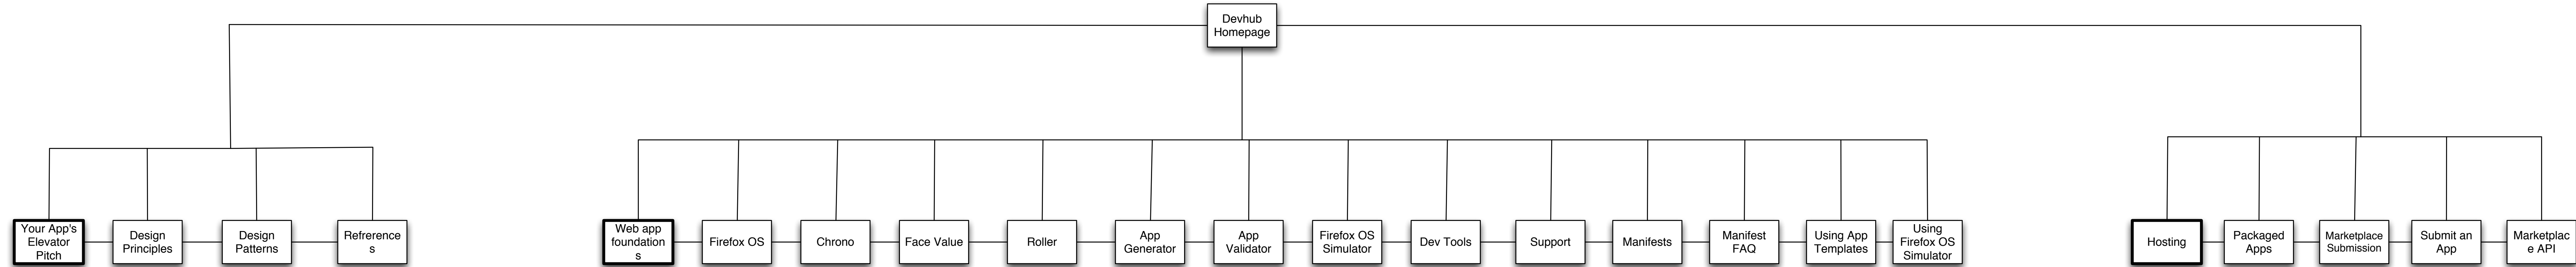 Devhub
Homepage
Your App's
Elevator
Pitch
Design
Principles
Design
Patterns
Refrerence
s
Web app
foundation
s
Firefox OS
Chrono
Face Value
Roller
App
Generator
App
Validator
Firefox OS
Simulator
Dev Tools
Support
Manifests
Manifest
FAQ
Using App
Templates
Using
Firefox OS
Simulator
Hosting
Packaged
Apps
Marketplace
Submission
Submit an
App
Marketplac
e API